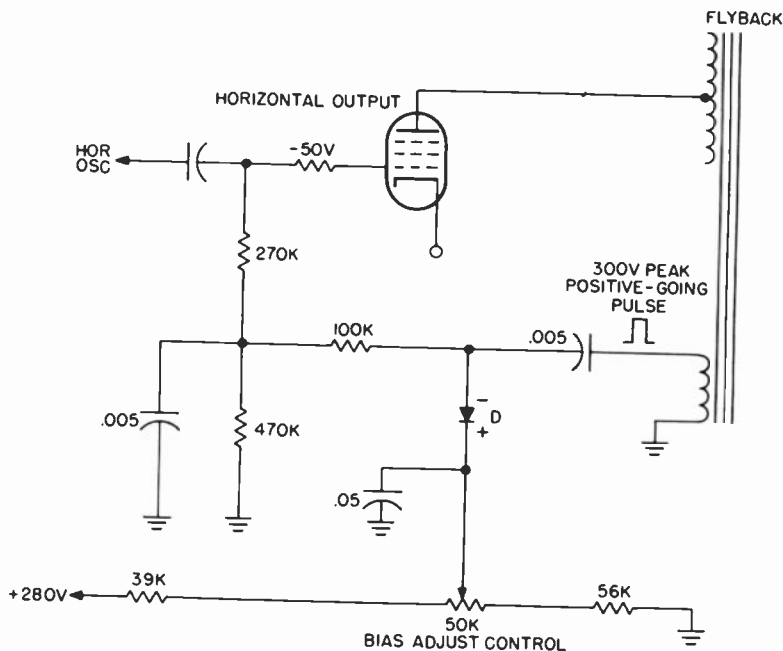 FLYBACK
HORIZONTAL OUTPUT
HOR
OSC
-50V
270K
300V PEAK
POSITIVE-GOING
PULSE
100K
.005
.005
470K
-
D
+
.05
+280V
39K
50K
56K
BIAS ADJUST CONTROL